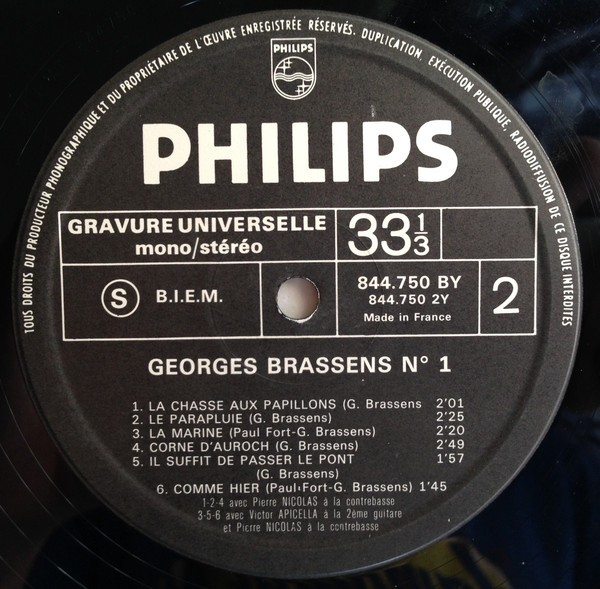 TOUS DROITS DU PRODUCTEUR PHONOGRAPHIQUE ET DU PROPRIÉTAIRE DE L'ŒUVRE ENREGISTRÉE RÉSERVÉS. DUPLICATION, EXÉCUTION PUBLIQUE, RADIODIFFUSION DE CE DISQUE INTERDITES
PHILIPS
PHILIPS
GRAVURE UNIVERSELLE
mono/stéréo
33 1/3
S B.I.E.M.
844.750 BY
844.750 2Y
Made in France
2
GEORGES BRASSENS N° 1
1. LA CHASSE AUX PAPILLONS (G. Brassens 2'01
2. LE PARAPLUIE (G. Brassens) 2'25
3. LA MARINE (Paul Fort-G. Brassens) 2'20
4. CORNE D'AUROCH (G. Brassens) 2'49
5. IL SUFFIT DE PASSER LE PONT 1'57
(G. Brassens)
6. COMME HIER (Paul-Fort-G. Brassens) 1'45
1-2-4 avec Pierre NICOLAS à la contrebasse
3-5-6 avec Victor APICELLA à la 2ème guitare
et Pierre NICOLAS à la contrebasse